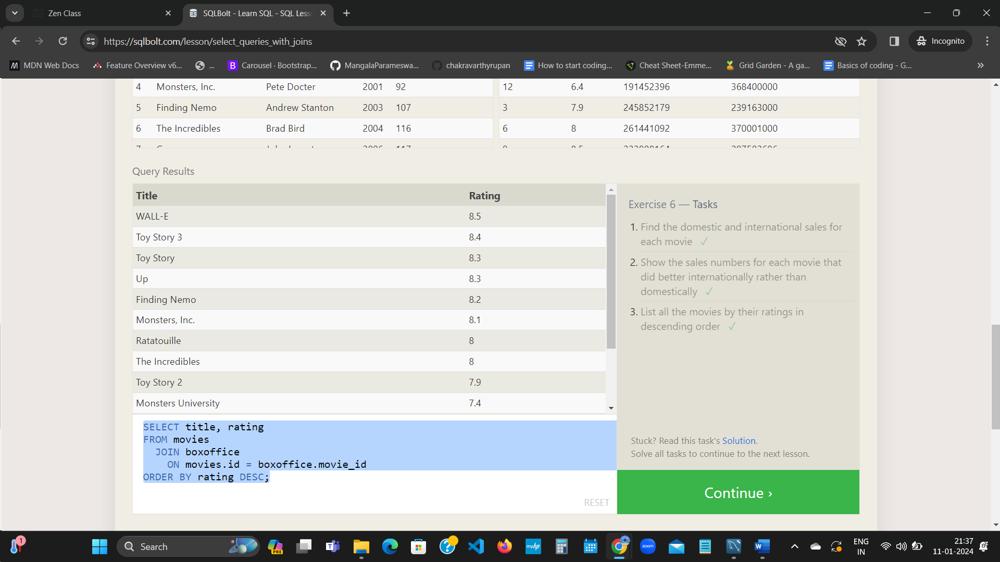 Zen Class
SQLBolt - Learn SQL - SQL Less
https://sqlbolt.com/lesson/select_queries_with_joins
Incognito
MDN Web Docs
Feature Overview v6...
...
Carousel · Bootstrap...
MangalaParameswa...
chakravarthyrupan
How to start coding...
Cheat Sheet-Emme...
Grid Garden - A ga...
Basics of coding - G...
4 Monsters, Inc. Pete Docter 2001 92
12 6.4 191452396 368400000
5 Finding Nemo Andrew Stanton 2003 107
3 7.9 245852179 239163000
6 The Incredibles Brad Bird 2004 116
6 8 261441092 370001000
Query Results
Title Rating
WALL-E 8.5
Toy Story 3 8.4
Toy Story 8.3
Up 8.3
Finding Nemo 8.2
Monsters, Inc. 8.1
Ratatouille 8
The Incredibles 8
Toy Story 2 7.9
Monsters University 7.4
SELECT title, rating
FROM movies
JOIN boxoffice
ON movies.id = boxoffice.movie_id
ORDER BY rating DESC;
RESET
Exercise 6 — Tasks
1. Find the domestic and international sales for
each movie ✓
2. Show the sales numbers for each movie that
did better internationally rather than
domestically ✓
3. List all the movies by their ratings in
descending order ✓
Stuck? Read this task's Solution.
Solve all tasks to continue to the next lesson.
Continue ›
1
Search
PRE
myhp
zoom
ENG
IN
21:37
11-01-2024